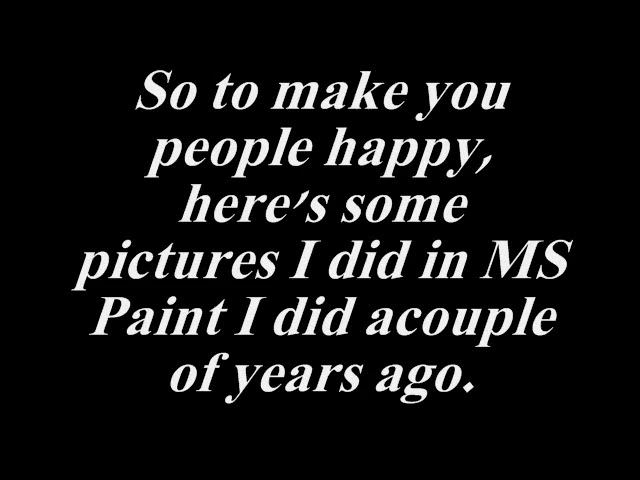 So to make you
people happy,
here's some
pictures I did in MS
Paint I did acouple
of years ago.